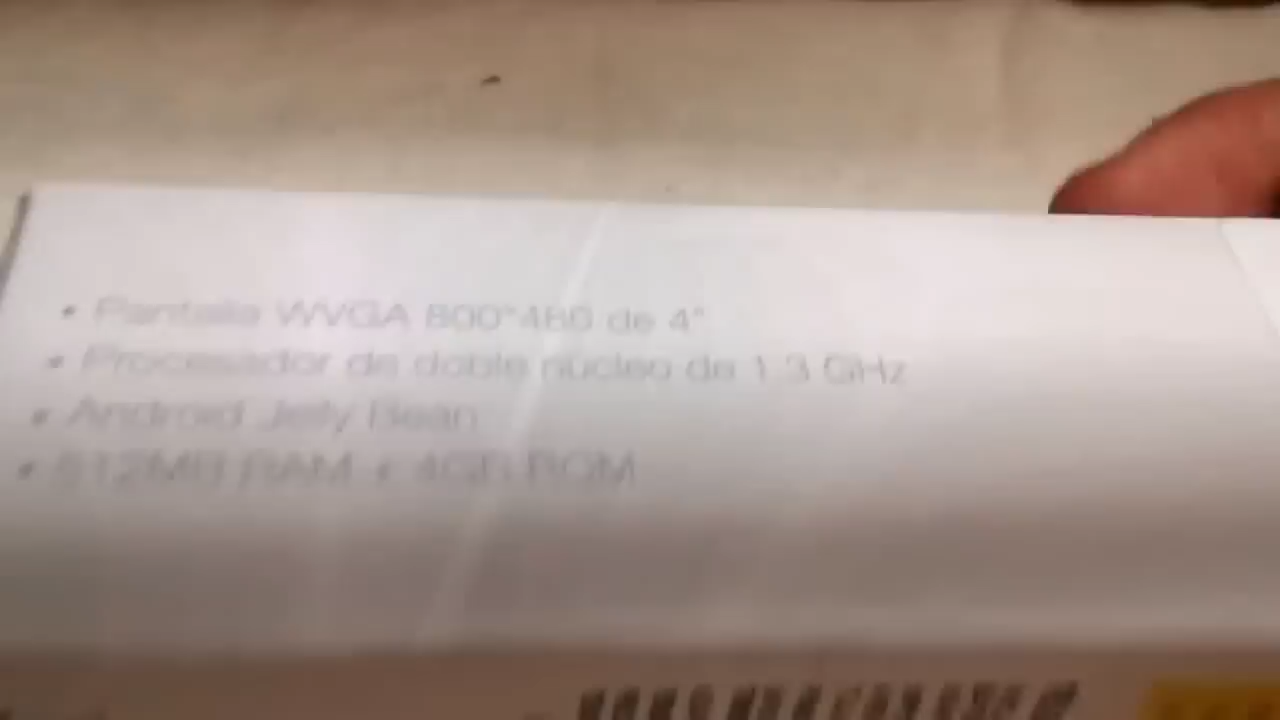 • Pantalla WVGA 800*480 de 4"
• Procesador de doble núcleo de 1.3 GHz
• Android Jelly Bean
• 512MB RAM + 4GB ROM